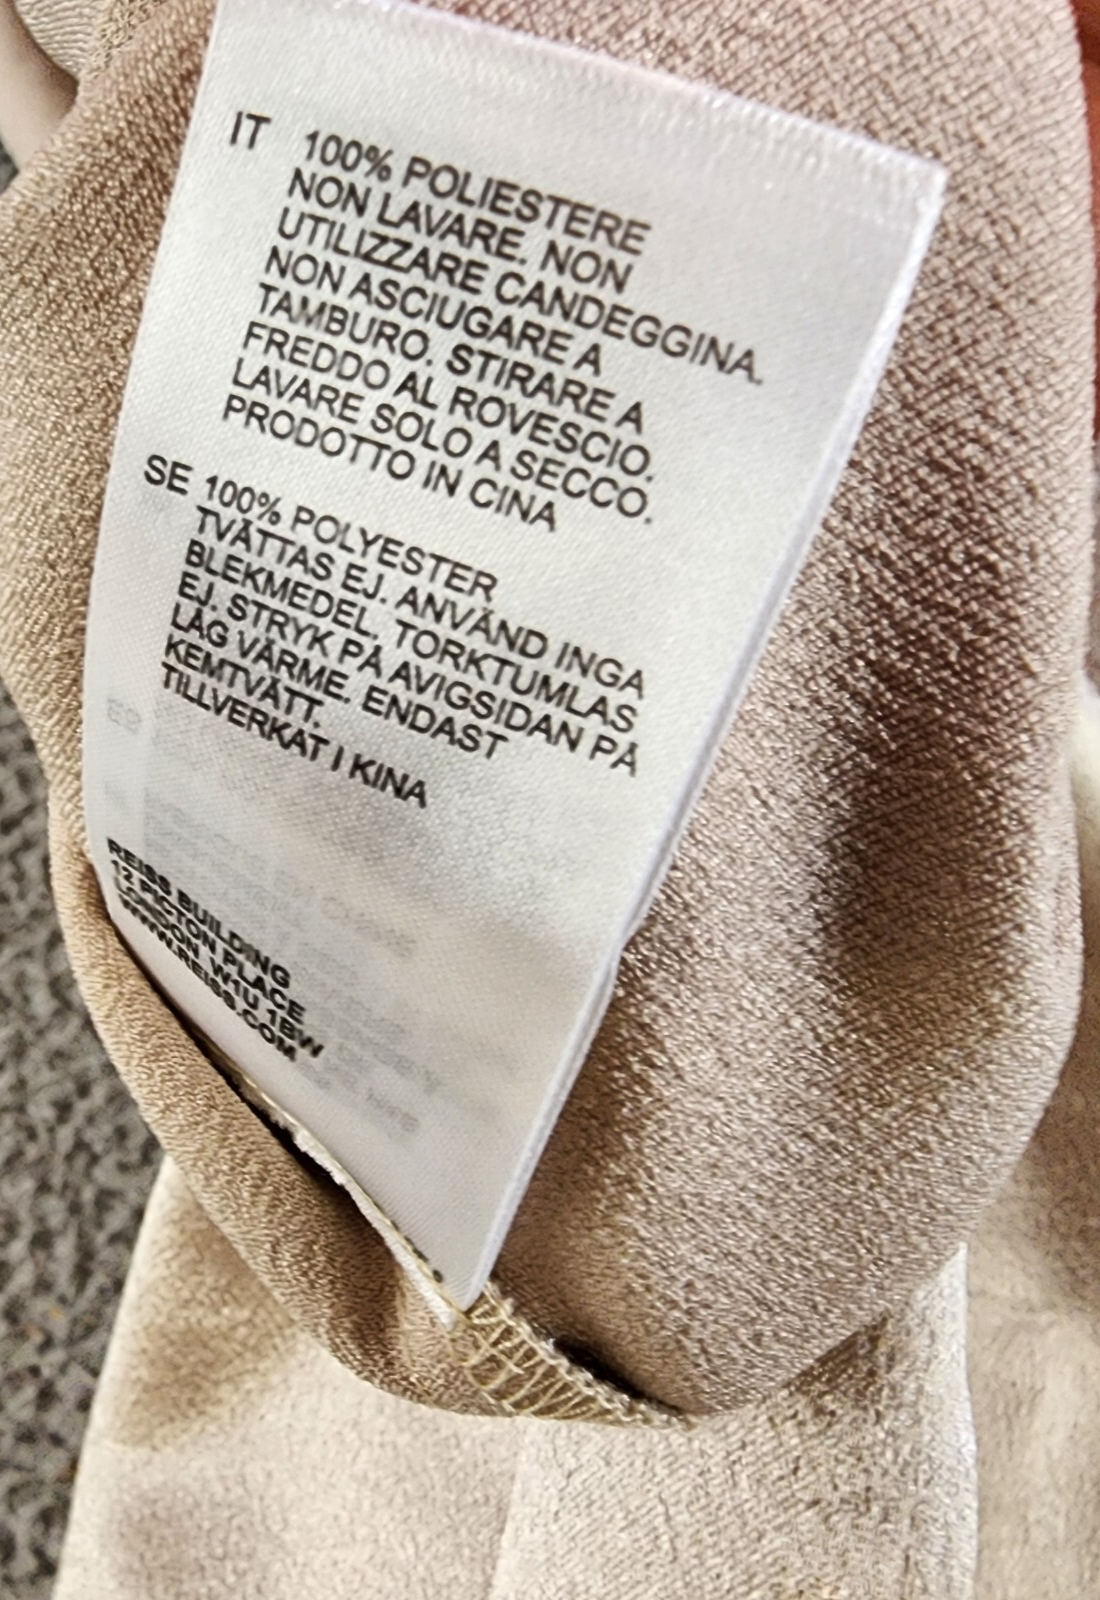 IT 100% POLIESTERE
NON LAVARE. NON
UTILIZZARE CANDEGGINA.
NON ASCIUGARE A
TAMBURO. STIRARE A
FREDDO AL ROVESCIO.
LAVARE SOLO A SECCO.
PRODOTTO IN CINA
SE 100% POLYESTER
TVÄTTAS EJ. ANVÄND INGA
BLEKMEDEL. TORKTUMLAS
EJ. STRYK PÅ AVIGSIDAN PÅ
LÅG VÄRME. ENDAST
KEMTVÄTT.
TILLVERKAT I KINA
REISS BUILDING
12 PICTON PLACE
LONDON W1U 1BW
WWW.REISS.COM